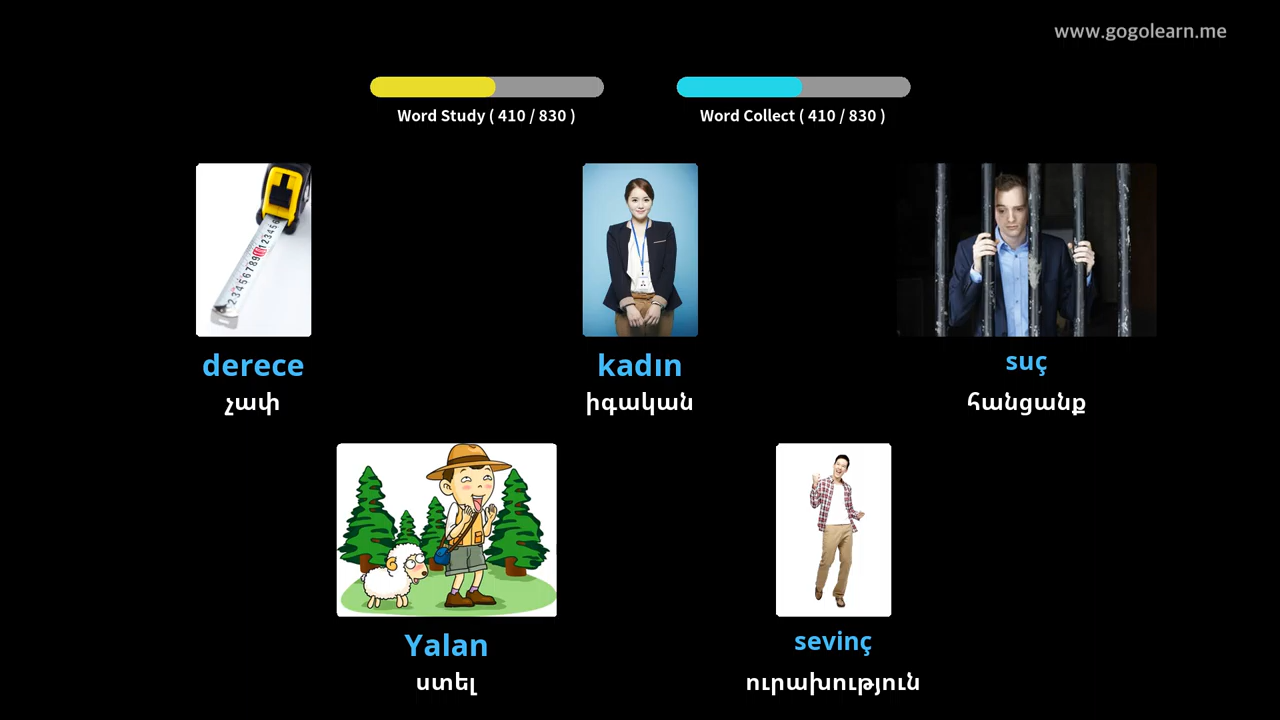 www.gogolearn.me
Word Study ( 410 / 830 )
Word Collect ( 410 / 830 )
derece
չափ
kadın
իգական
suç
հանցանք
Yalan
ստել
sevinç
ուրախություն